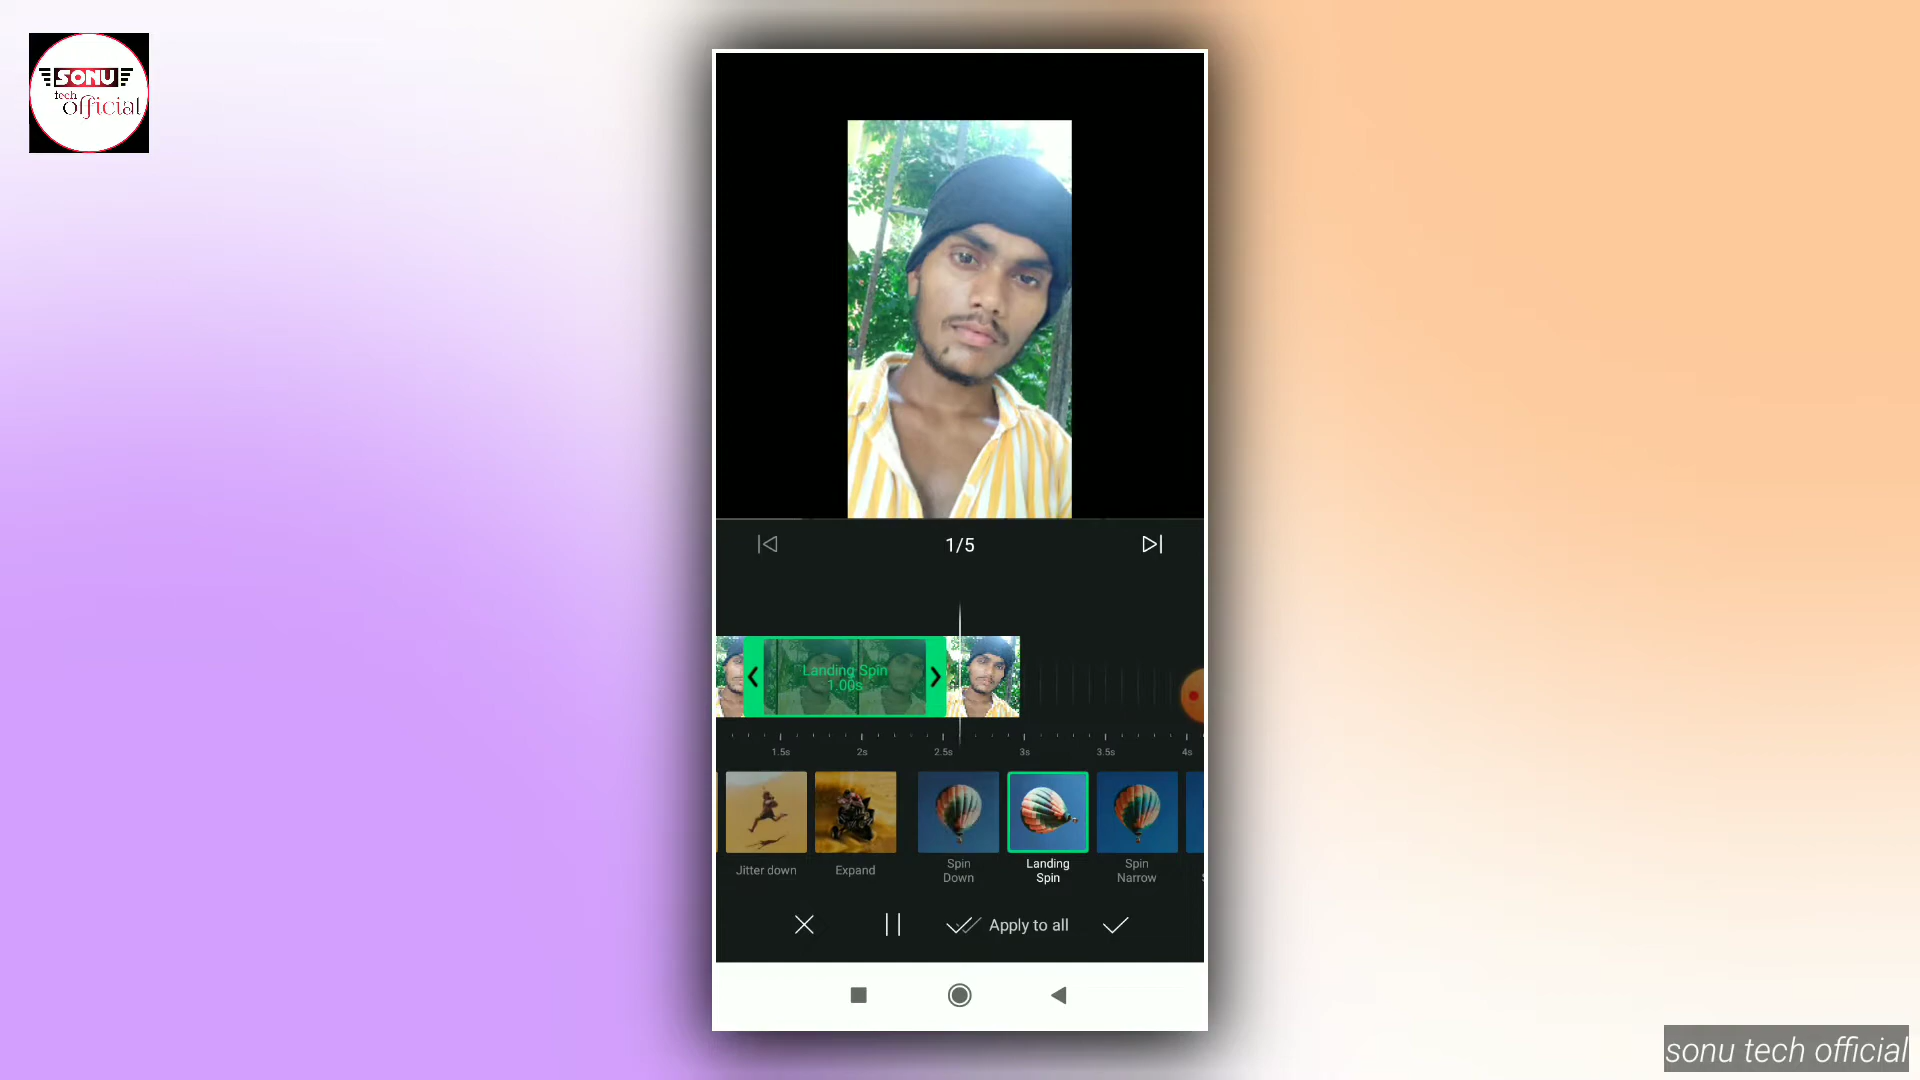 SONU
tech
official
1/5
Landing Spin
1.00s
1.5s 2s 2.5s 3s 3.5s 4s
Jitter down
Expand
Spin
Down
Landing
Spin
Spin
Narrow
Apply to all
sonu tech official